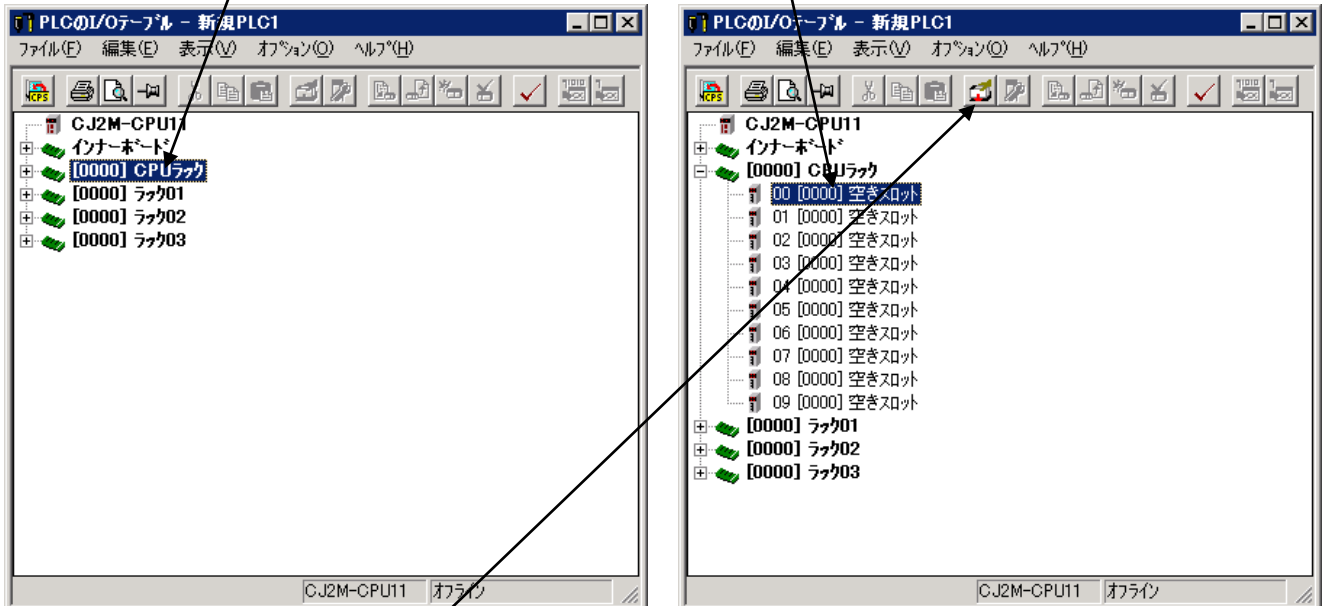 PLCのI/Oテーブル - 新規PLC1
ファイル(F) 編集(E) 表示(V) オプション(O) ヘルプ(H)
NCPS
CJ2M-CPU11
インナーボード
[0000] CPUラック
[0000] ラック01
[0000] ラック02
[0000] ラック03
CJ2M-CPU11 オフライン
PLCのI/Oテーブル - 新規PLC1
ファイル(F) 編集(E) 表示(V) オプション(O) ヘルプ(H)
NCPS
CJ2M-CPU11
インナーボード
[0000] CPUラック
00 [0000] 空きスロット
01 [0000] 空きスロット
02 [0000] 空きスロット
03 [0000] 空きスロット
04 [0000] 空きスロット
05 [0000] 空きスロット
06 [0000] 空きスロット
07 [0000] 空きスロット
08 [0000] 空きスロット
09 [0000] 空きスロット
[0000] ラック01
[0000] ラック02
[0000] ラック03
CJ2M-CPU11 オフライン